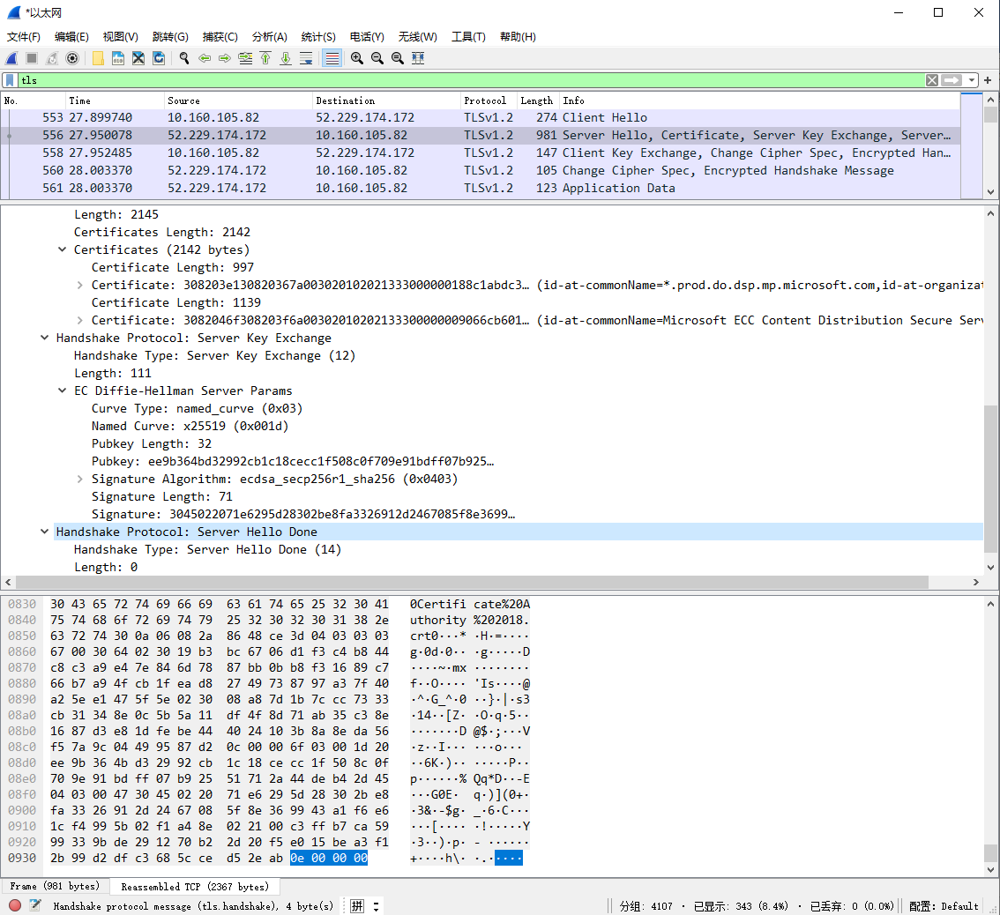 *以太网
文件(F) 编辑(E) 视图(V) 跳转(G) 捕获(C) 分析(A) 统计(S) 电话(Y) 无线(W) 工具(T) 帮助(H)
tls
No. Time Source Destination Protocol Length Info
553 27.899740 10.160.105.82 52.229.174.172 TLSv1.2 274 Client Hello
556 27.950078 52.229.174.172 10.160.105.82 TLSv1.2 981 Server Hello, Certificate, Server Key Exchange, Server…
558 27.952485 10.160.105.82 52.229.174.172 TLSv1.2 147 Client Key Exchange, Change Cipher Spec, Encrypted Han…
560 28.003370 52.229.174.172 10.160.105.82 TLSv1.2 105 Change Cipher Spec, Encrypted Handshake Message
561 28.003370 52.229.174.172 10.160.105.82 TLSv1.2 123 Application Data
Length: 2145
Certificates Length: 2142
Certificates (2142 bytes)
Certificate Length: 997
Certificate: 308203e130820367a003020102021333000000188c1abdc3… (id-at-commonName=*.prod.do.dsp.mp.microsoft.com,id-at-organizat
Certificate Length: 1139
Certificate: 3082046f308203f6a003020102021333000000009066cb601… (id-at-commonName=Microsoft ECC Content Distribution Secure Serv
Handshake Protocol: Server Key Exchange
Handshake Type: Server Key Exchange (12)
Length: 111
EC Diffie-Hellman Server Params
Curve Type: named_curve (0x03)
Named Curve: x25519 (0x001d)
Pubkey Length: 32
Pubkey: ee9b364bd32992cb1c18cecc1f508c0f709e91bdff07b925…
Signature Algorithm: ecdsa_secp256r1_sha256 (0x0403)
Signature Length: 71
Signature: 3045022071e6295d28302be8fa3326912d2467085f8e3699…
Handshake Protocol: Server Hello Done
Handshake Type: Server Hello Done (14)
Length: 0
0830 30 43 65 72 74 69 66 69 63 61 74 65 25 32 30 41 0Certifi cate%20A
0840 75 74 68 6f 72 69 74 79 25 32 30 32 30 31 38 2e uthority %202018.
0850 63 72 74 30 0a 06 08 2a 86 48 ce 3d 04 03 03 03 crt0···* ·H·=····
0860 67 00 30 64 02 30 19 b3 bc 67 06 d1 f3 c4 b8 44 g·0d·0·· ·g·····D
0870 c8 c3 a9 e4 7e 84 6d 78 87 bb 0b b8 f3 16 89 c7 ····~·mx ········
0880 66 b7 a9 4f cb 1f ea d8 27 49 73 87 97 a3 7f 40 f··O···· 'Is····@
0890 a2 5e e1 47 5f 5e 02 30 08 a8 7d 1b 7c cc 73 33 ·^·G_^·0 ··}·|·s3
08a0 cb 31 34 8e 0c 5b 5a 11 df 4f 8d 71 ab 35 c3 8e ·14··[Z· ·O·q·5··
08b0 16 87 d3 e8 1d fe be 44 40 24 10 3b 8a 8e da 56 ·······D @$·;···V
08c0 f5 7a 9c 04 49 95 87 d2 0c 00 00 6f 03 00 1d 20 ·z··I··· ···o···
08d0 ee 9b 36 4b d3 29 92 cb 1c 18 ce cc 1f 50 8c 0f ··6K·)·· ·····P··
08e0 70 9e 91 bd ff 07 b9 25 51 71 2a 44 de b4 2d 45 p······% Qq*D··-E
08f0 04 03 00 47 30 45 02 20 71 e6 29 5d 28 30 2b e8 ···G0E·  q·)](0+·
0900 fa 33 26 91 2d 24 67 08 5f 8e 36 99 43 a1 f6 e6 ·3&·-$g· _·6·C···
0910 1c f4 99 5b 02 f1 a4 8e 02 21 00 c3 ff b7 ca 59 ···[···· ·!·····Y
0920 99 33 9b de 29 12 70 b2 2d 20 f5 e0 15 be a3 f1 ·3··)·p· - ······
0930 2b 99 d2 df c3 68 5c ce d5 2e ab 0e 00 00 00 +····h\· ·.·····
Frame (981 bytes) Reassembled TCP (2367 bytes)
Handshake protocol message (tls.handshake), 4 byte(s) 拼 分组: 4107 · 已显示: 343 (8.4%) · 已丢弃: 0 (0.0%) 配置: Default